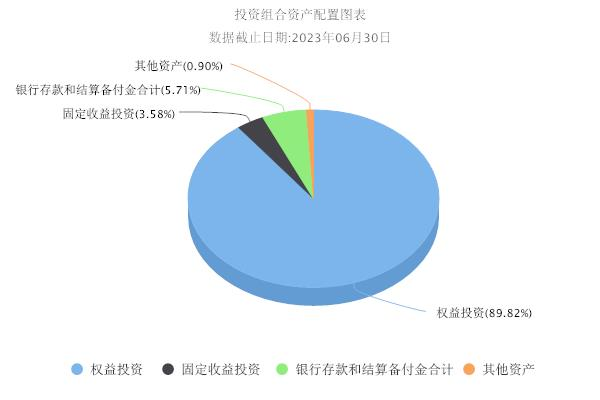 投资组合资产配置图表
数据截止日期:2023年06月30日
其他资产(0.90%)
银行存款和结算备付金合计(5.71%)
固定收益投资(3.58%)
权益投资(89.82%)
权益投资 固定收益投资 银行存款和结算备付金合计 其他资产